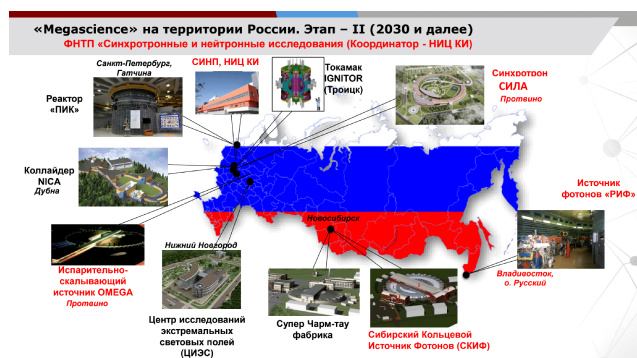 «Megascience» на территории России. Этап – II (2030 и далее)
ФНТП «Синхротронные и нейтронные исследования (Координатор - НИЦ КИ)
Санкт-Петербург,
Гатчина
Реактор
«ПИК»
СИНП, НИЦ КИ
Токамак
IGNITOR
(Троицк)
Синхротрон
СИЛА
Протвино
Коллайдер
NiCA
Дубна
Источник
фотонов «РИФ»
Владивосток,
о. Русский
Испарительно-
скалывающий
источник OMEGA
Протвино
Нижний Новгород
Центр исследований
экстремальных
световых полей
(ЦИЭС)
Новосибирск
Супер Чарм-тау
фабрика
Сибирский Кольцевой
Источник Фотонов (СКИФ)